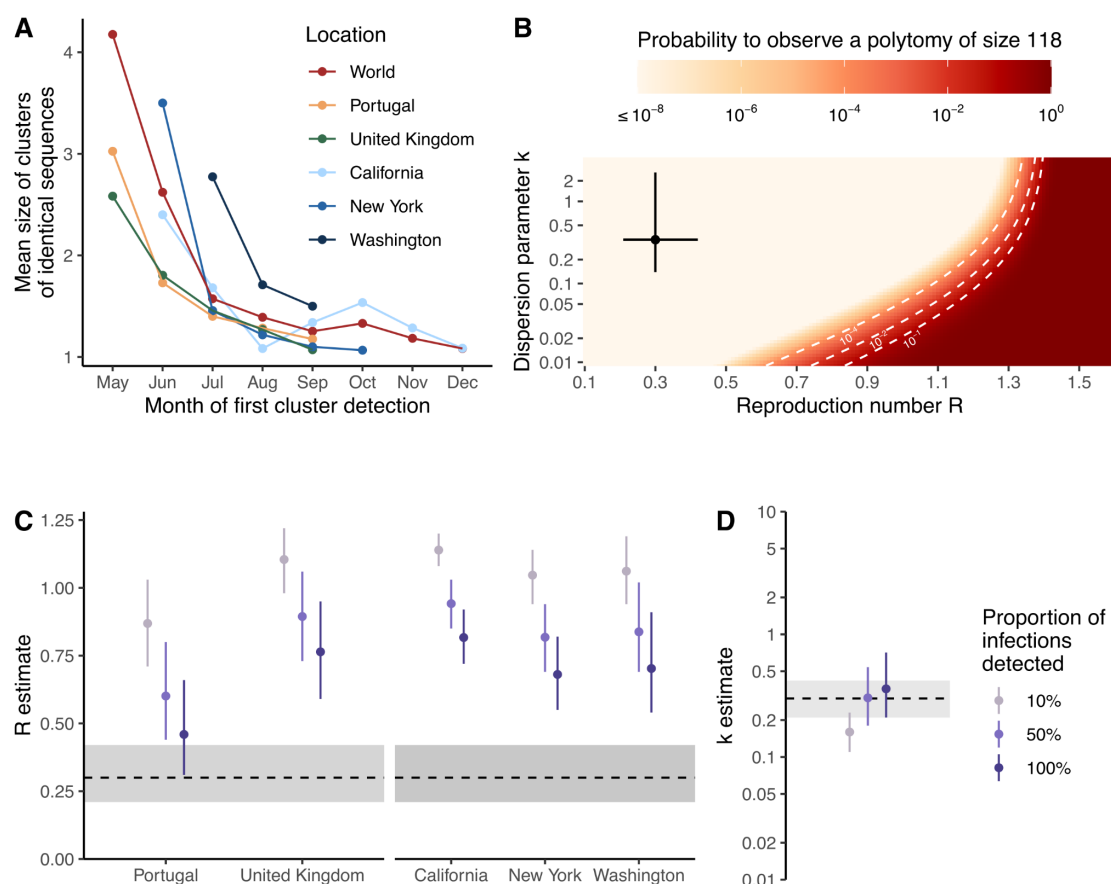 A
Mean size of clusters
of identical sequences
4
3
2
1
May Jun Jul Aug Sep Oct Nov Dec
Month of first cluster detection
Location
World
Portugal
United Kingdom
California
New York
Washington
B
Probability to observe a polytomy of size 118
≤ 10⁻⁸ 10⁻⁶ 10⁻⁴ 10⁻² 10⁰
Dispersion parameter k
2
1
0.5
0.2
0.1
0.05
0.02
0.01
10⁻⁴ 10⁻² 10⁻¹
0.1 0.3 0.5 0.7 0.9 1.1 1.3 1.5
Reproduction number R
C
R estimate
1.25
1.00
0.75
0.50
0.25
0.00
Portugal United Kingdom California New York Washington
D
k estimate
10
5
2
1
0.5
0.2
0.1
0.05
0.02
0.01
Proportion of
infections
detected
10%
50%
100%